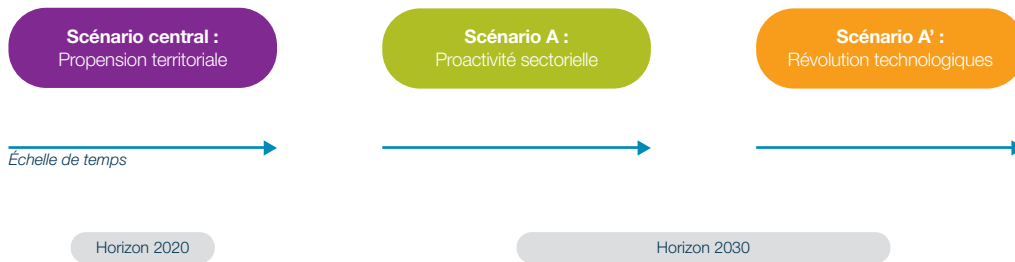 Scénario central :
Propension territoriale
Scénario A :
Proactivité sectorielle
Scénario A’ :
Révolution technologiques
Échelle de temps
Horizon 2020
Horizon 2030